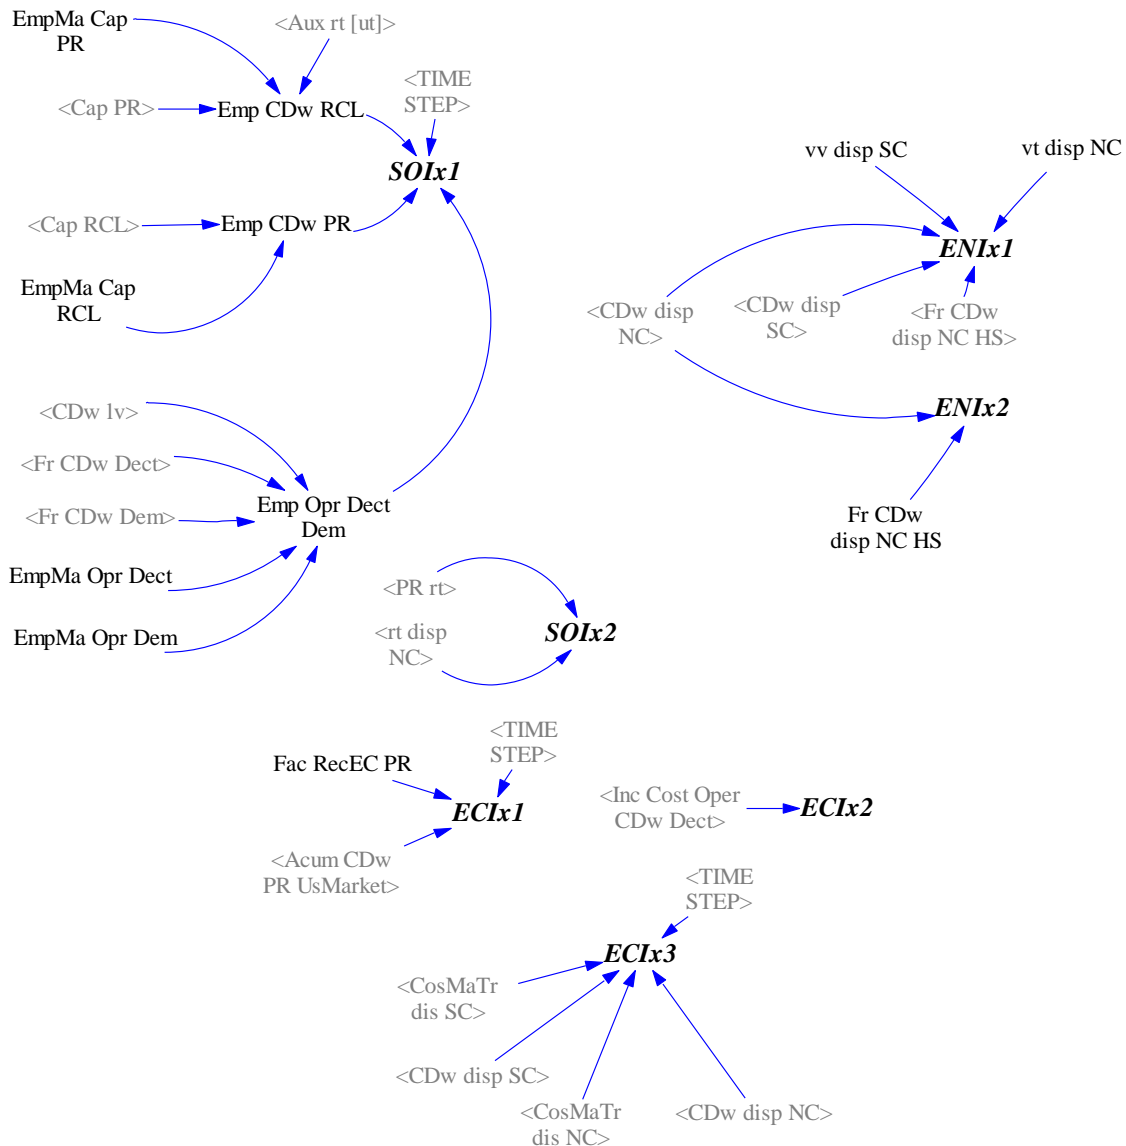 EmpMa Cap
PR
<Aux rt [ut]>
<Cap PR>
Emp CDw RCL
<TIME
STEP>
SOIx1
<Cap RCL>
Emp CDw PR
EmpMa Cap
RCL
vv disp SC
vt disp NC
ENIx1
<CDw disp
NC>
<CDw disp
SC>
<Fr CDw
disp NC HS>
ENIx2
Fr CDw
disp NC HS
<CDw lv>
<Fr CDw Dect>
<Fr CDw Dem>
Emp Opr Dect
Dem
EmpMa Opr Dect
EmpMa Opr Dem
<PR rt>
<rt disp
NC>
SOIx2
Fac RecEC PR
<TIME
STEP>
ECIx1
<Acum CDw
PR UsMarket>
<Inc Cost Oper
CDw Dect>
ECIx2
<TIME
STEP>
ECIx3
<CosMaTr
dis SC>
<CDw disp SC>
<CosMaTr
dis NC>
<CDw disp NC>